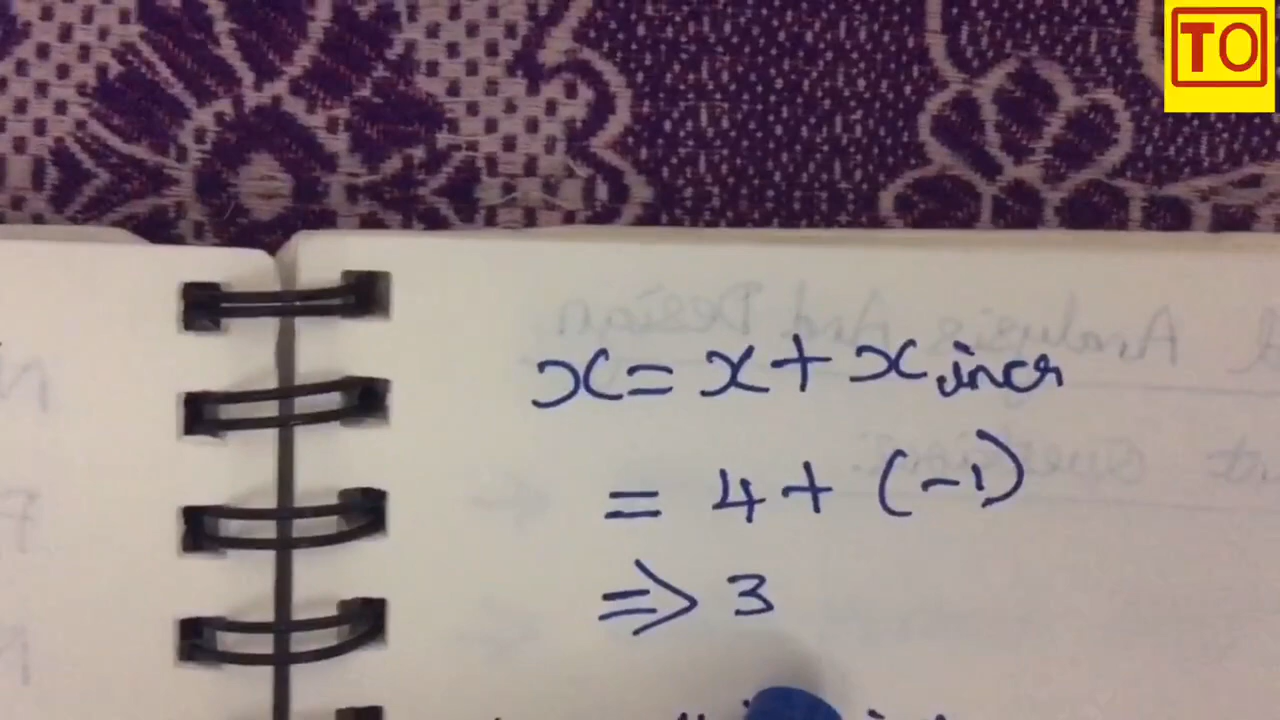 TO
x = x + x incr
= 4 + (-1)
⇒ 3